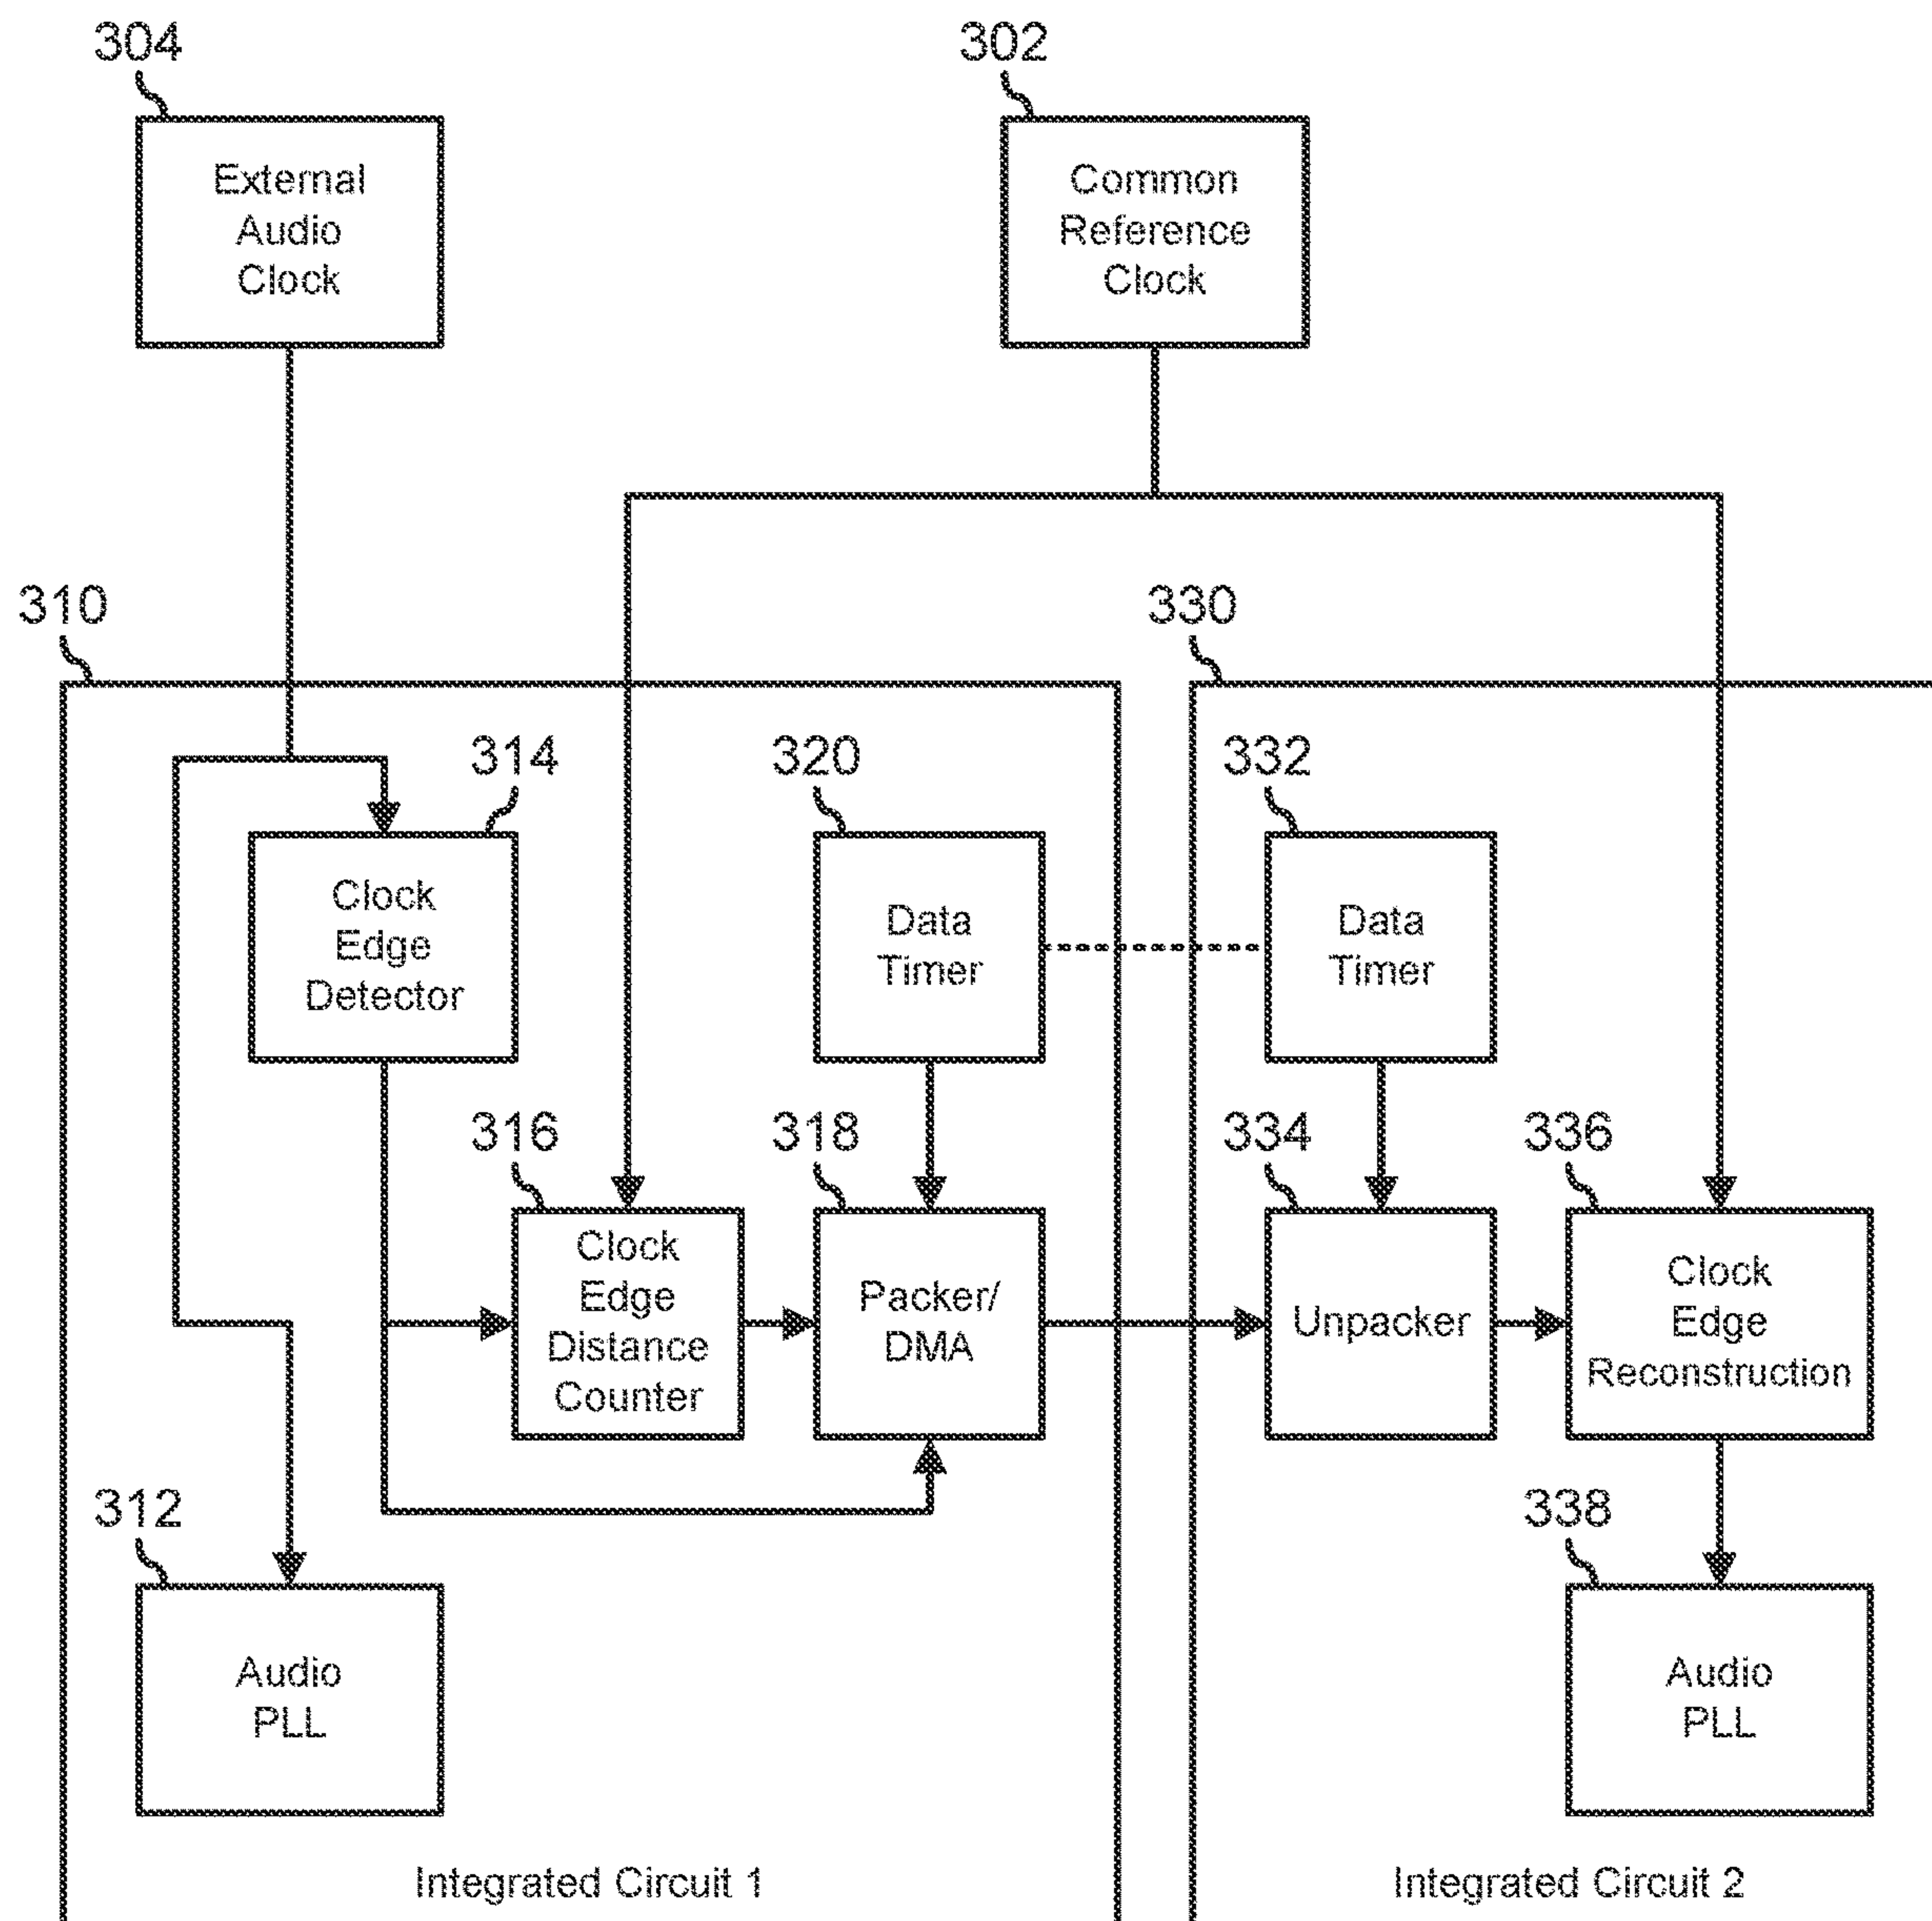 304
302
External
Audio
Clock
Common
Reference
Clock
310
330
314
320
332
Clock
Edge
Detector
Data
Timer
Data
Timer
316
318
334
336
Clock
Edge
Distance
Counter
Packer/
DMA
Unpacker
Clock
Edge
Reconstruction
312
338
Audio
PLL
Audio
PLL
Integrated Circuit 1
Integrated Circuit 2